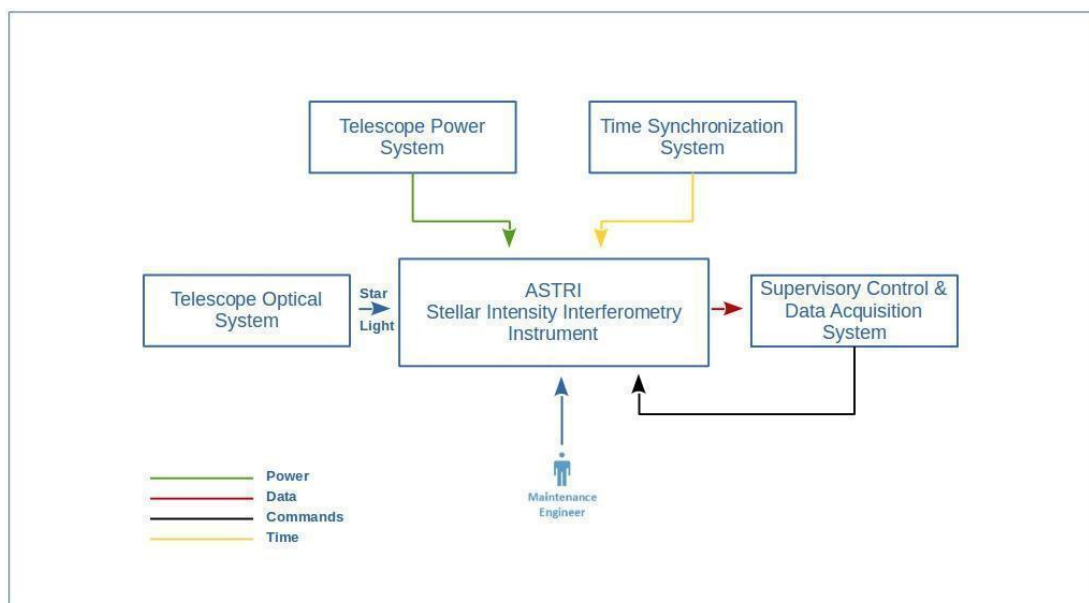 Telescope Power
System
Time Synchronization
System
Telescope Optical
System
Star
Light
ASTRI
Stellar Intensity Interferometry
Instrument
Supervisory Control &
Data Acquisition
System
Maintenance
Engineer
Power
Data
Commands
Time